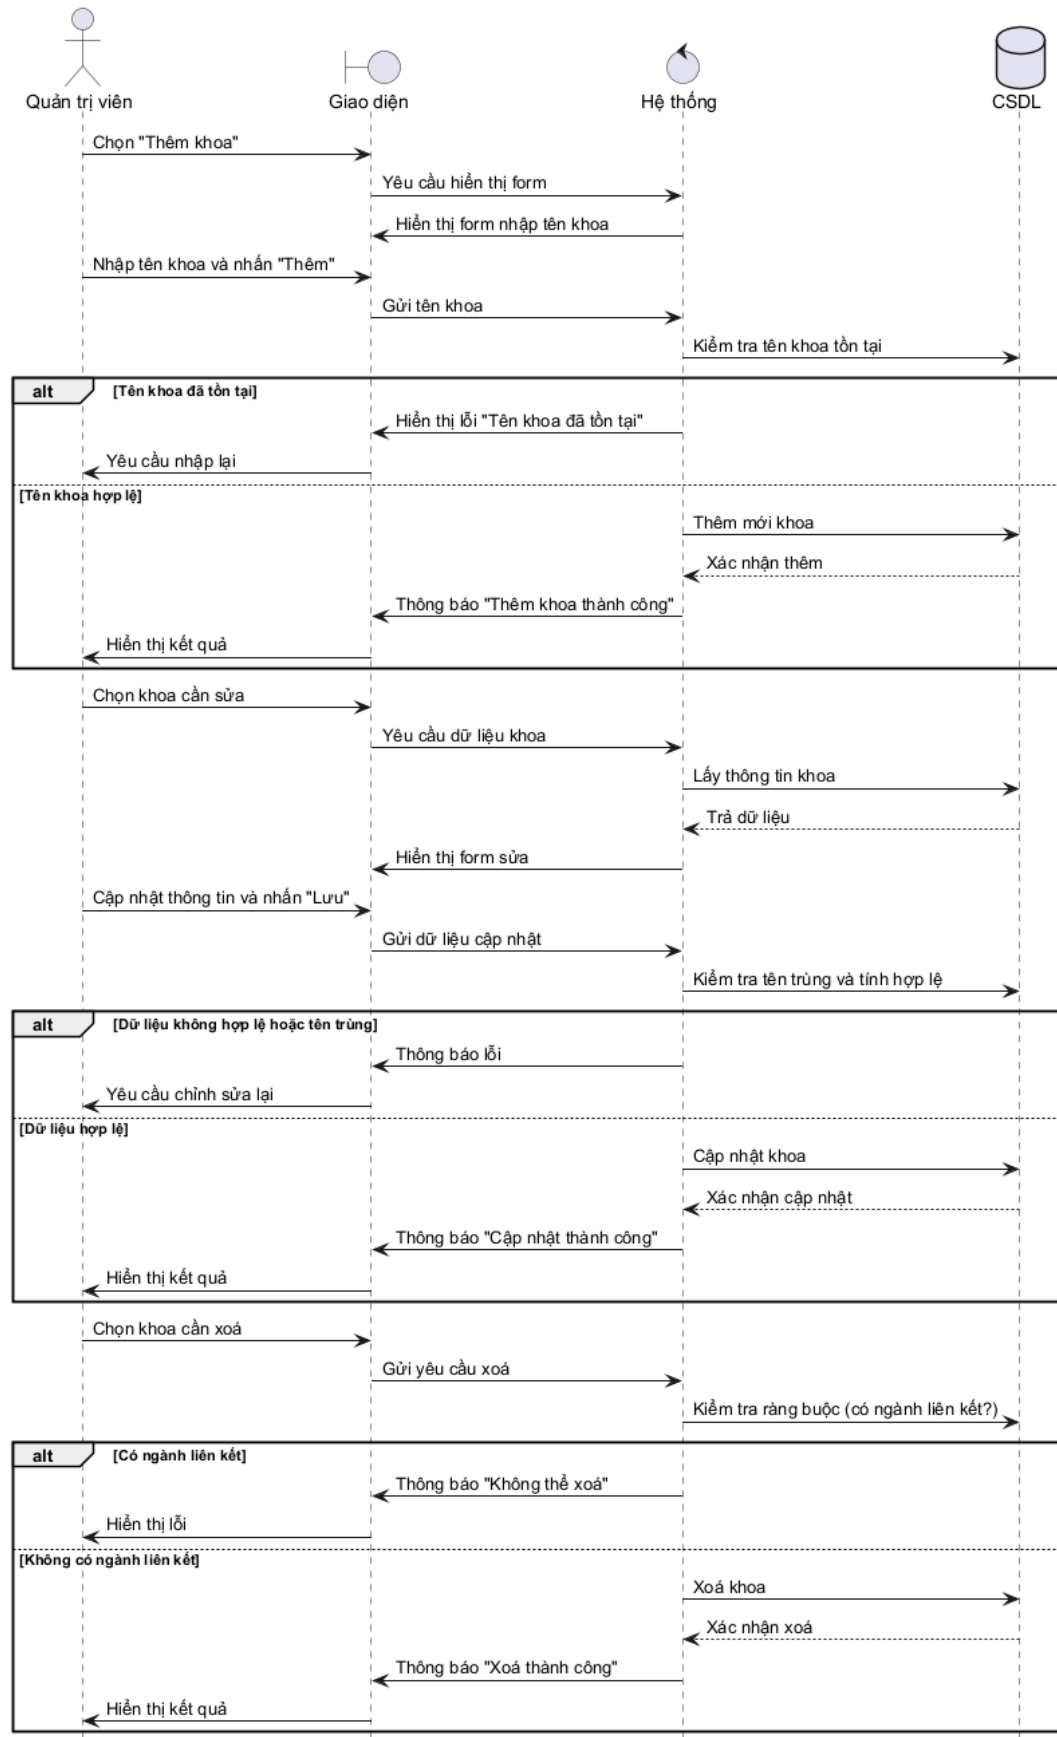 Quản trị viên
Giao diện
Hệ thống
CSDL
Chọn "Thêm khoa"
Yêu cầu hiển thị form
Hiển thị form nhập tên khoa
Nhập tên khoa và nhấn "Thêm"
Gửi tên khoa
Kiểm tra tên khoa tồn tại
alt
[Tên khoa đã tồn tại]
Hiển thị lỗi "Tên khoa đã tồn tại"
Yêu cầu nhập lại
[Tên khoa hợp lệ]
Thêm mới khoa
Xác nhận thêm
Thông báo "Thêm khoa thành công"
Hiển thị kết quả
Chọn khoa cần sửa
Yêu cầu dữ liệu khoa
Lấy thông tin khoa
Trả dữ liệu
Hiển thị form sửa
Cập nhật thông tin và nhấn "Lưu"
Gửi dữ liệu cập nhật
Kiểm tra tên trùng và tính hợp lệ
alt
[Dữ liệu không hợp lệ hoặc tên trùng]
Thông báo lỗi
Yêu cầu chỉnh sửa lại
[Dữ liệu hợp lệ]
Cập nhật khoa
Xác nhận cập nhật
Thông báo "Cập nhật thành công"
Hiển thị kết quả
Chọn khoa cần xoá
Gửi yêu cầu xoá
Kiểm tra ràng buộc (có ngành liên kết?)
alt
[Có ngành liên kết]
Thông báo "Không thể xoá"
Hiển thị lỗi
[Không có ngành liên kết]
Xoá khoa
Xác nhận xoá
Thông báo "Xoá thành công"
Hiển thị kết quả